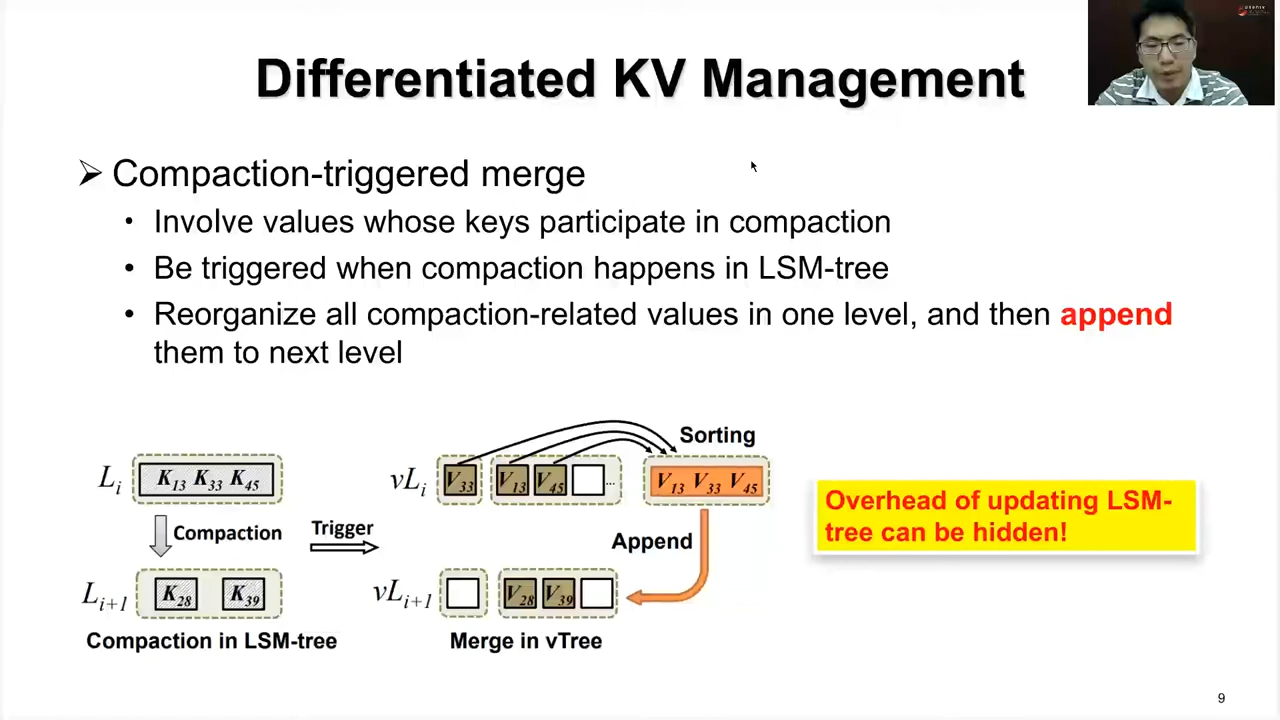 Differentiated KV Management
➢ Compaction-triggered merge
• Involve values whose keys participate in compaction
• Be triggered when compaction happens in LSM-tree
• Reorganize all compaction-related values in one level, and then append
them to next level
Sorting
Li
K13 K33 K45
vLi
V33
V13
V45
...
V13 V33 V45
Overhead of updating LSM-
tree can be hidden!
Compaction
Trigger
Append
Li+1
K28
K39
vLi+1
V28
V39
Compaction in LSM-tree
Merge in vTree
9